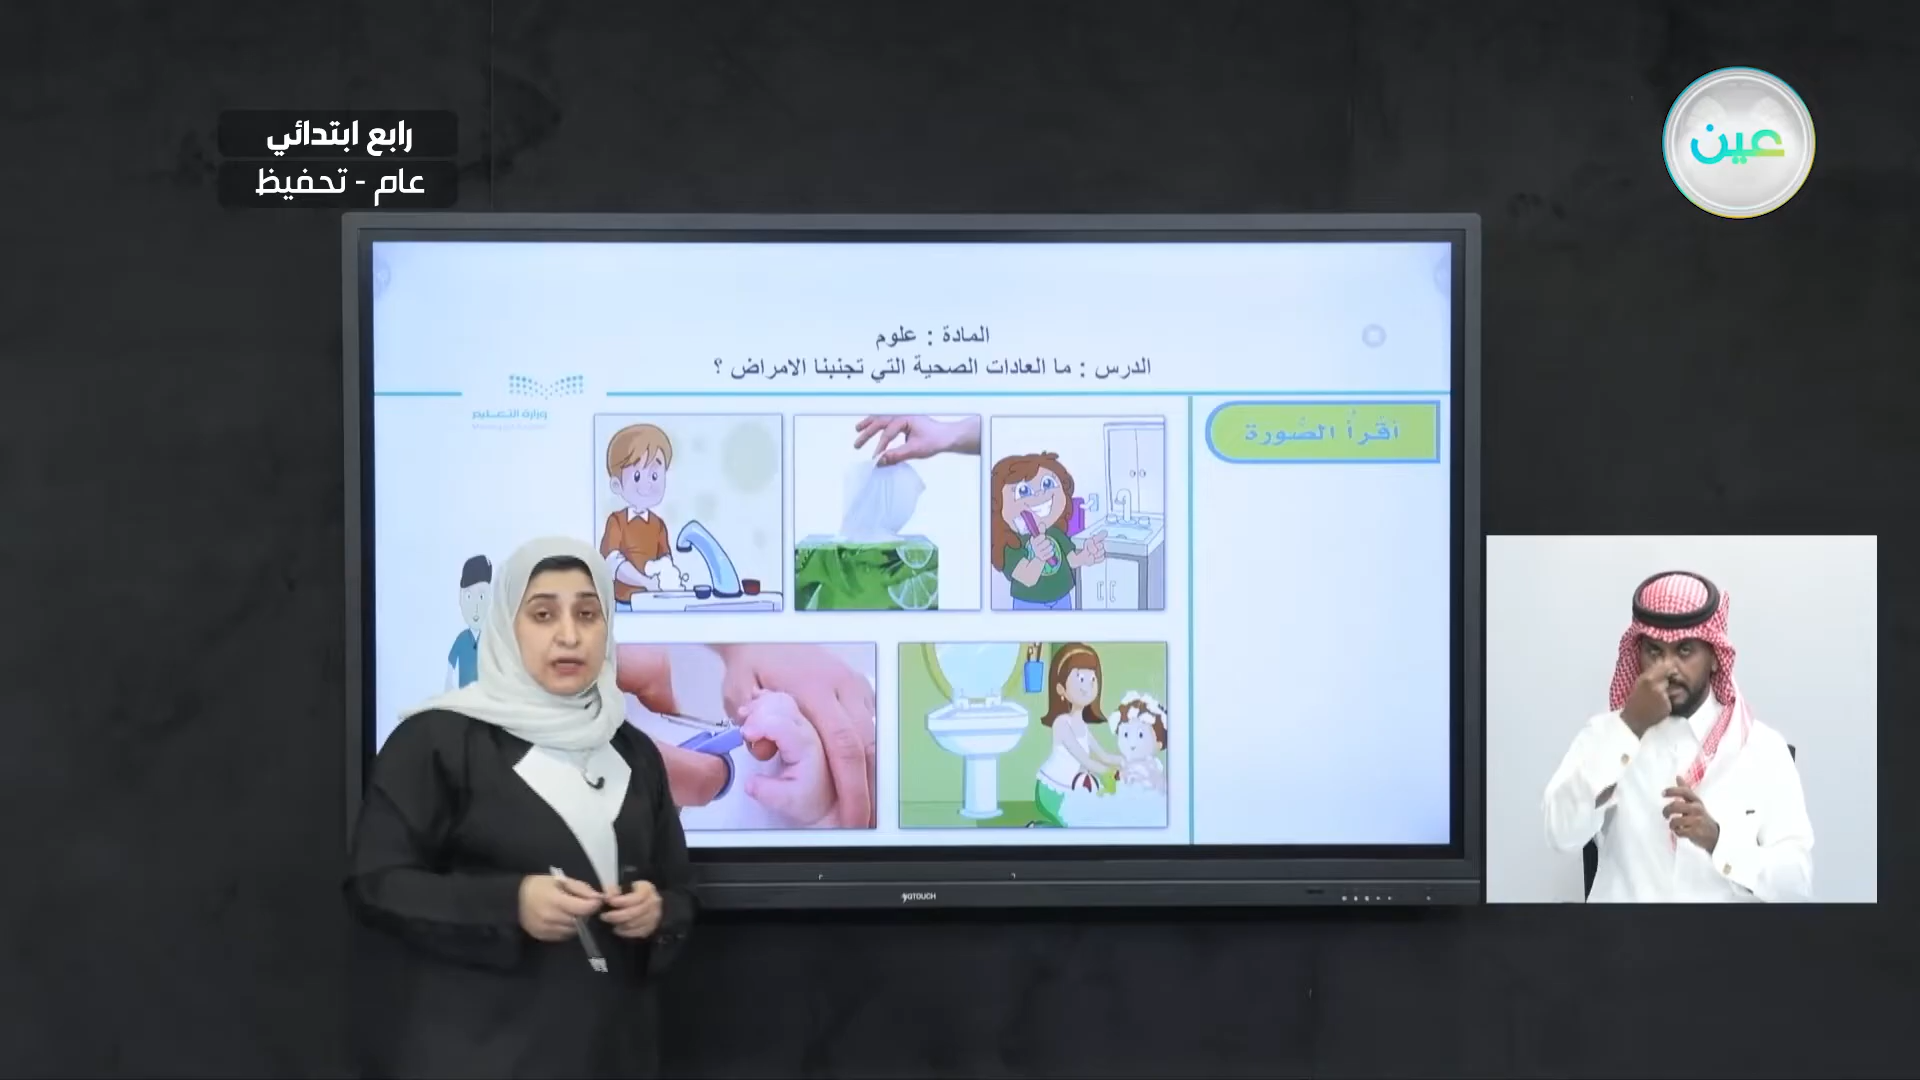 رابع ابتدائي
عام - تحفيظ
عين
المادة : علوم
الدرس : ما العادات الصحية التي تجنبنا الامراض ؟
وزارة التعليم
أقرأ الصورة